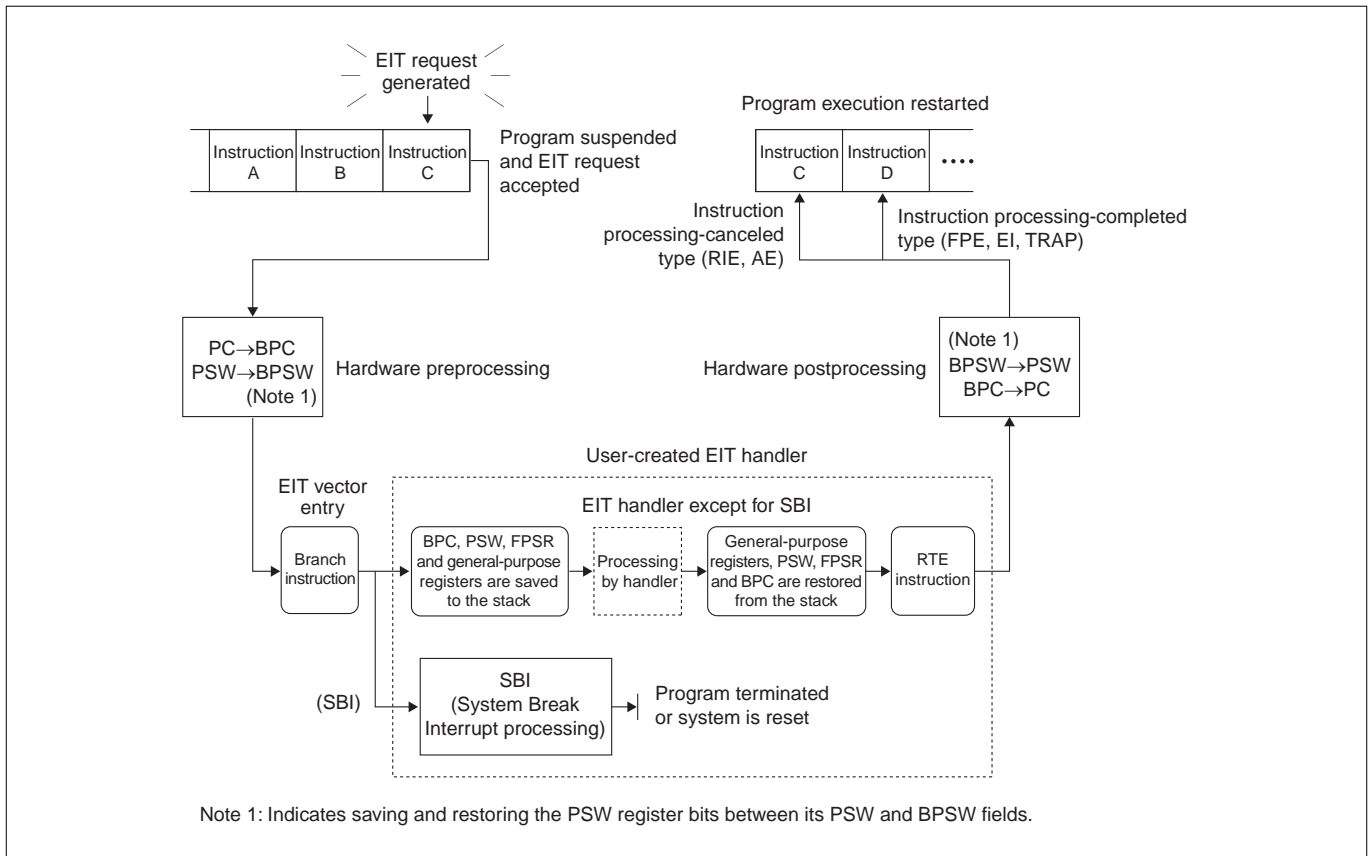 EIT request
generated
Program execution restarted
Instruction
A
Instruction
B
Instruction
C
Program suspended
and EIT request
accepted
Instruction
C
Instruction
D
....
Instruction
processing-canceled
type (RIE, AE)
Instruction processing-completed
type (FPE, EI, TRAP)
PC→BPC
PSW→BPSW
(Note 1)
Hardware preprocessing
Hardware postprocessing
(Note 1)
BPSW→PSW
BPC→PC
User-created EIT handler
EIT vector
entry
EIT handler except for SBI
Branch
instruction
BPC, PSW, FPSR
and general-purpose
registers are saved
to the stack
Processing
by handler
General-purpose
registers, PSW, FPSR
and BPC are restored
from the stack
RTE
instruction
(SBI)
SBI
(System Break
Interrupt processing)
Program terminated
or system is reset
Note 1: Indicates saving and restoring the PSW register bits between its PSW and BPSW fields.